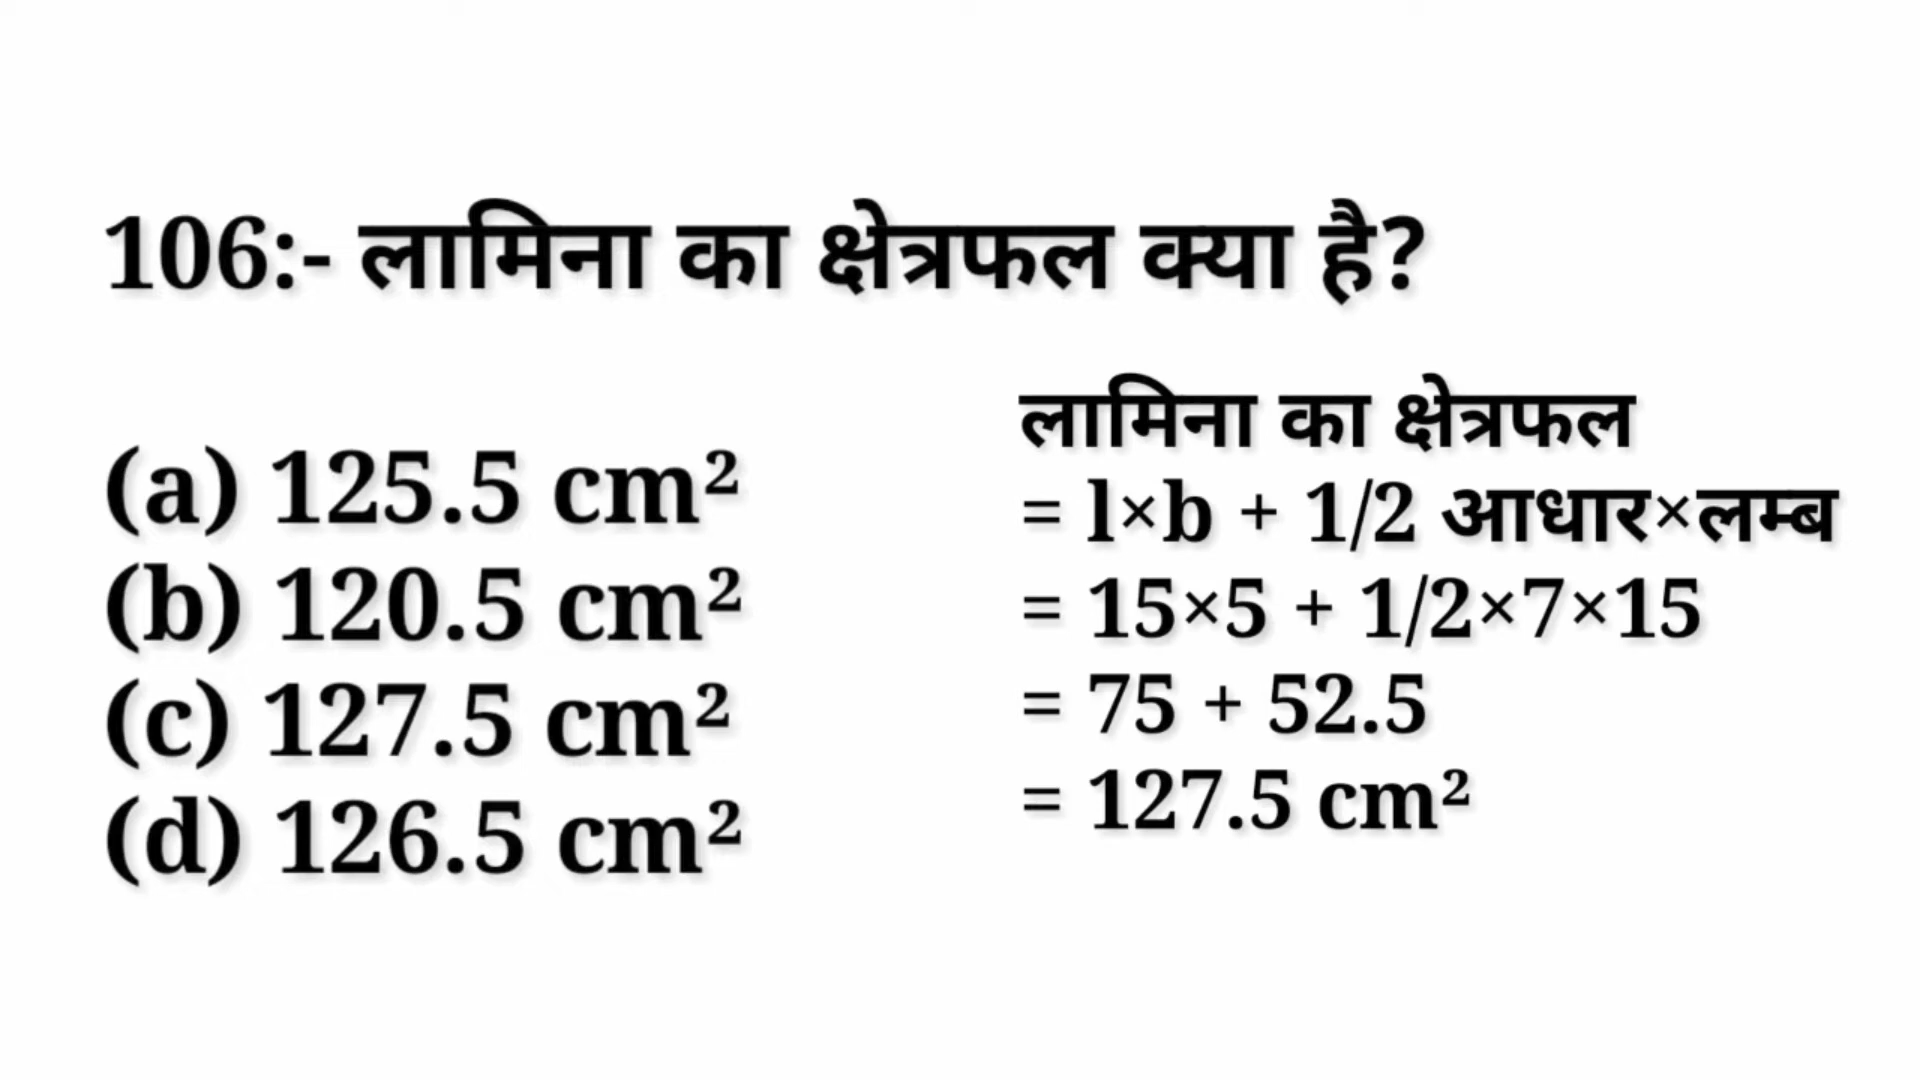 106:- लामिना का क्षेत्रफल क्या है?
(a) 125.5 cm²
(b) 120.5 cm²
(c) 127.5 cm²
(d) 126.5 cm²
लामिना का क्षेत्रफल
= l×b + 1/2 आधार×लम्ब
= 15×5 + 1/2×7×15
= 75 + 52.5
= 127.5 cm²